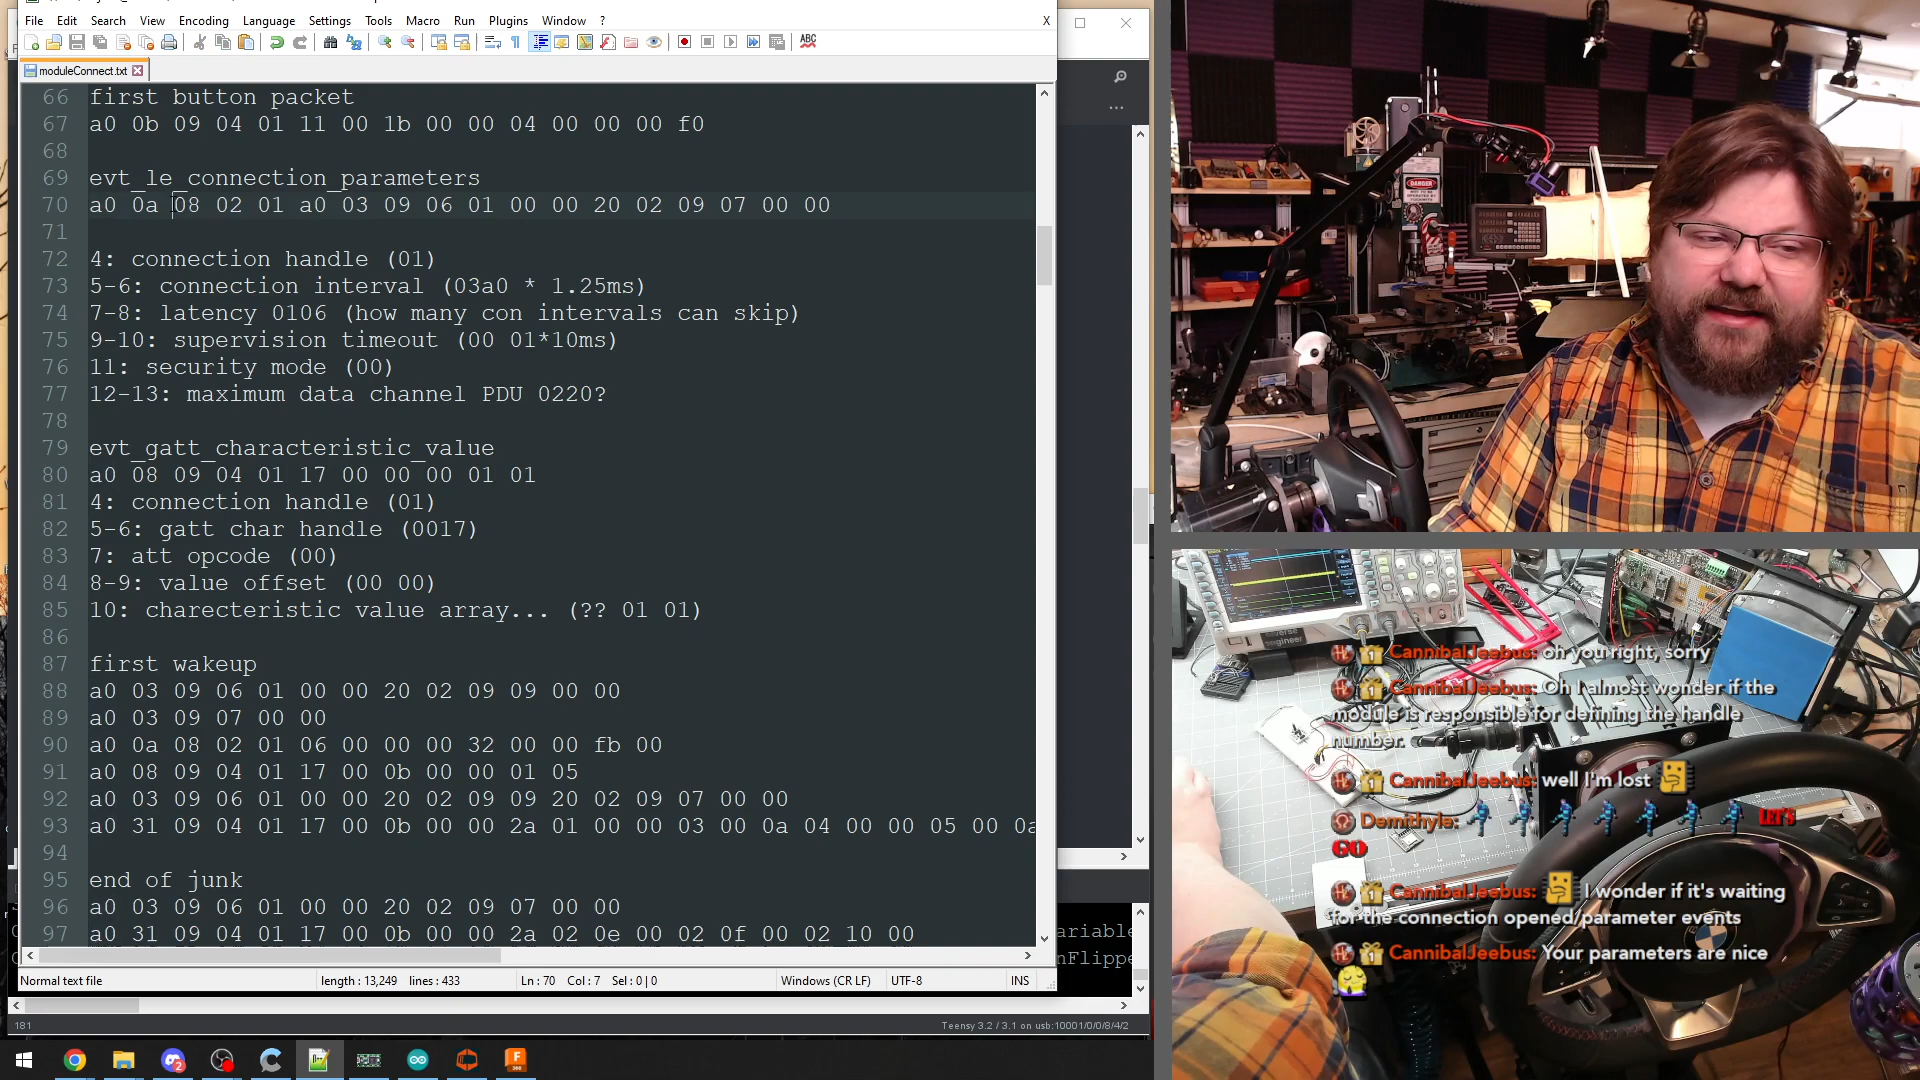 File Edit Search View Encoding Language Settings Tools Macro Run Plugins Window ? X
moduleConnect.txt
66 first button packet
67 a0 0b 09 04 01 11 00 1b 00 00 04 00 00 00 f0
68
69 evt_le_connection_parameters
70 a0 0a 08 02 01 a0 03 09 06 01 00 00 20 02 09 07 00 00
71
72 4: connection handle (01)
73 5-6: connection interval (03a0 * 1.25ms)
74 7-8: latency 0106 (how many con intervals can skip)
75 9-10: supervision timeout (00 01*10ms)
76 11: security mode (00)
77 12-13: maximum data channel PDU 0220?
78
79 evt_gatt_characteristic_value
80 a0 08 09 04 01 17 00 00 00 01 01
81 4: connection handle (01)
82 5-6: gatt char handle (0017)
83 7: att opcode (00)
84 8-9: value offset (00 00)
85 10: charecteristic value array... (?? 01 01)
86
87 first wakeup
88 a0 03 09 06 01 00 00 20 02 09 09 00 00
89 a0 03 09 07 00 00
90 a0 0a 08 02 01 06 00 00 00 32 00 00 fb 00
91 a0 08 09 04 01 17 00 0b 00 00 01 05
92 a0 03 09 06 01 00 00 20 02 09 09 20 02 09 07 00 00
93 a0 31 09 04 01 17 00 0b 00 00 2a 01 00 00 03 00 0a 04 00 00 05 00 0a
94
95 end of junk
96 a0 03 09 06 01 00 00 20 02 09 07 00 00
97 a0 31 09 04 01 17 00 0b 00 00 2a 02 0e 00 02 0f 00 02 10 00
Normal text file length : 13,249 lines : 433 Ln : 70 Col : 7 Sel : 0 | 0 Windows (CR LF) UTF-8 INS
ariable
nFlippe
181 Teensy 3.2 / 3.1 on usb:10001/0/0/8/4/2
ABC
CannibalJeebus: oh you right, sorry
CannibalJeebus: Oh I almost wonder if the
module is responsible for defining the handle
number.
CannibalJeebus: well I'm lost
Demithyle: LET'S
GO
CannibalJeebus: I wonder if it's waiting
for the connection opened/parameter events
CannibalJeebus: Your parameters are nice